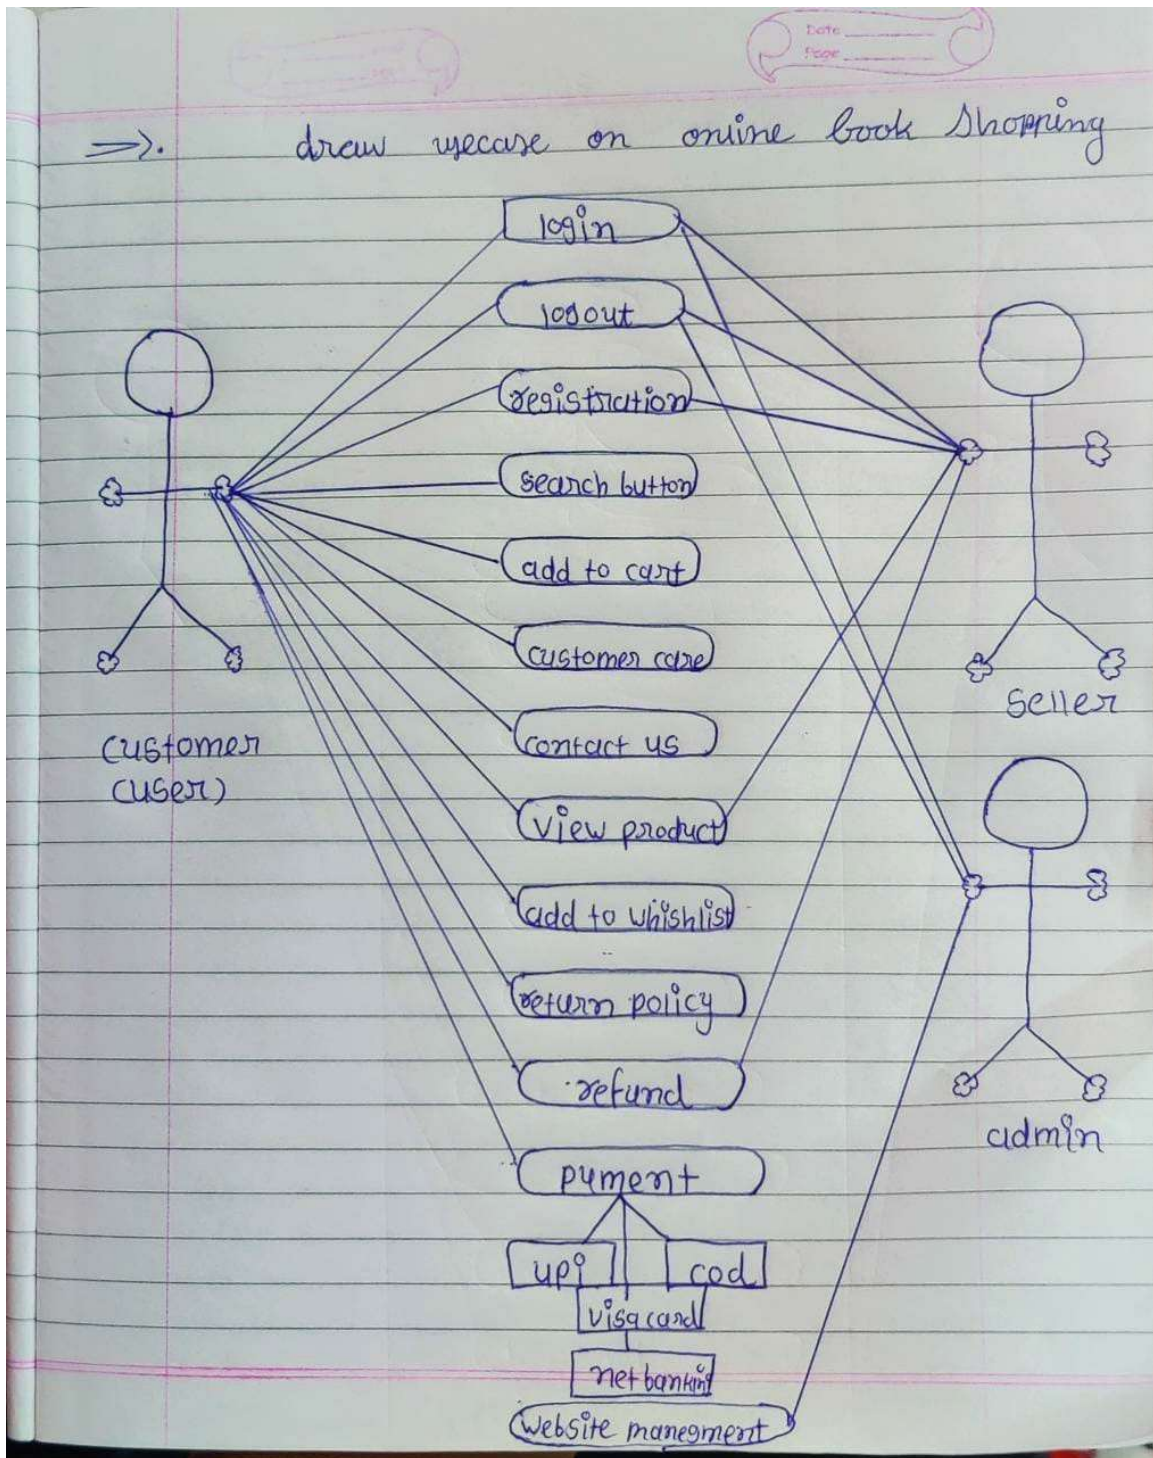 Date
Page
⇒. draw usecase on online book shopping
login
logout
registration
search button
add to cart
customer care
contact us
view product
add to whishlist
return policy
refund
pyment
upi
cod
visa card
net banking
website manegment
customer
(user)
seller
admin